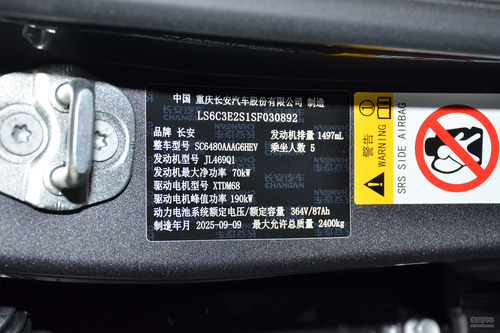 中国 重庆长安汽车股份有限公司 制造
LS6C3E2S1SF030892
品牌 长安 发动机排量 1497mL
整车型号 SC6480AAAG6HEV 乘坐人数 5
发动机型号 JL469Q1
发动机最大净功率 70kW
驱动电机型号 XTDM68
驱动电机峰值功率 190kW
动力电池系统额定电压/额定容量 364V/87Ah
制造年月 2025-09-09 最大允许总质量 2400kg
长安汽车
CHANGAN
警告
WARNING
SRS SIDE AIRBAG